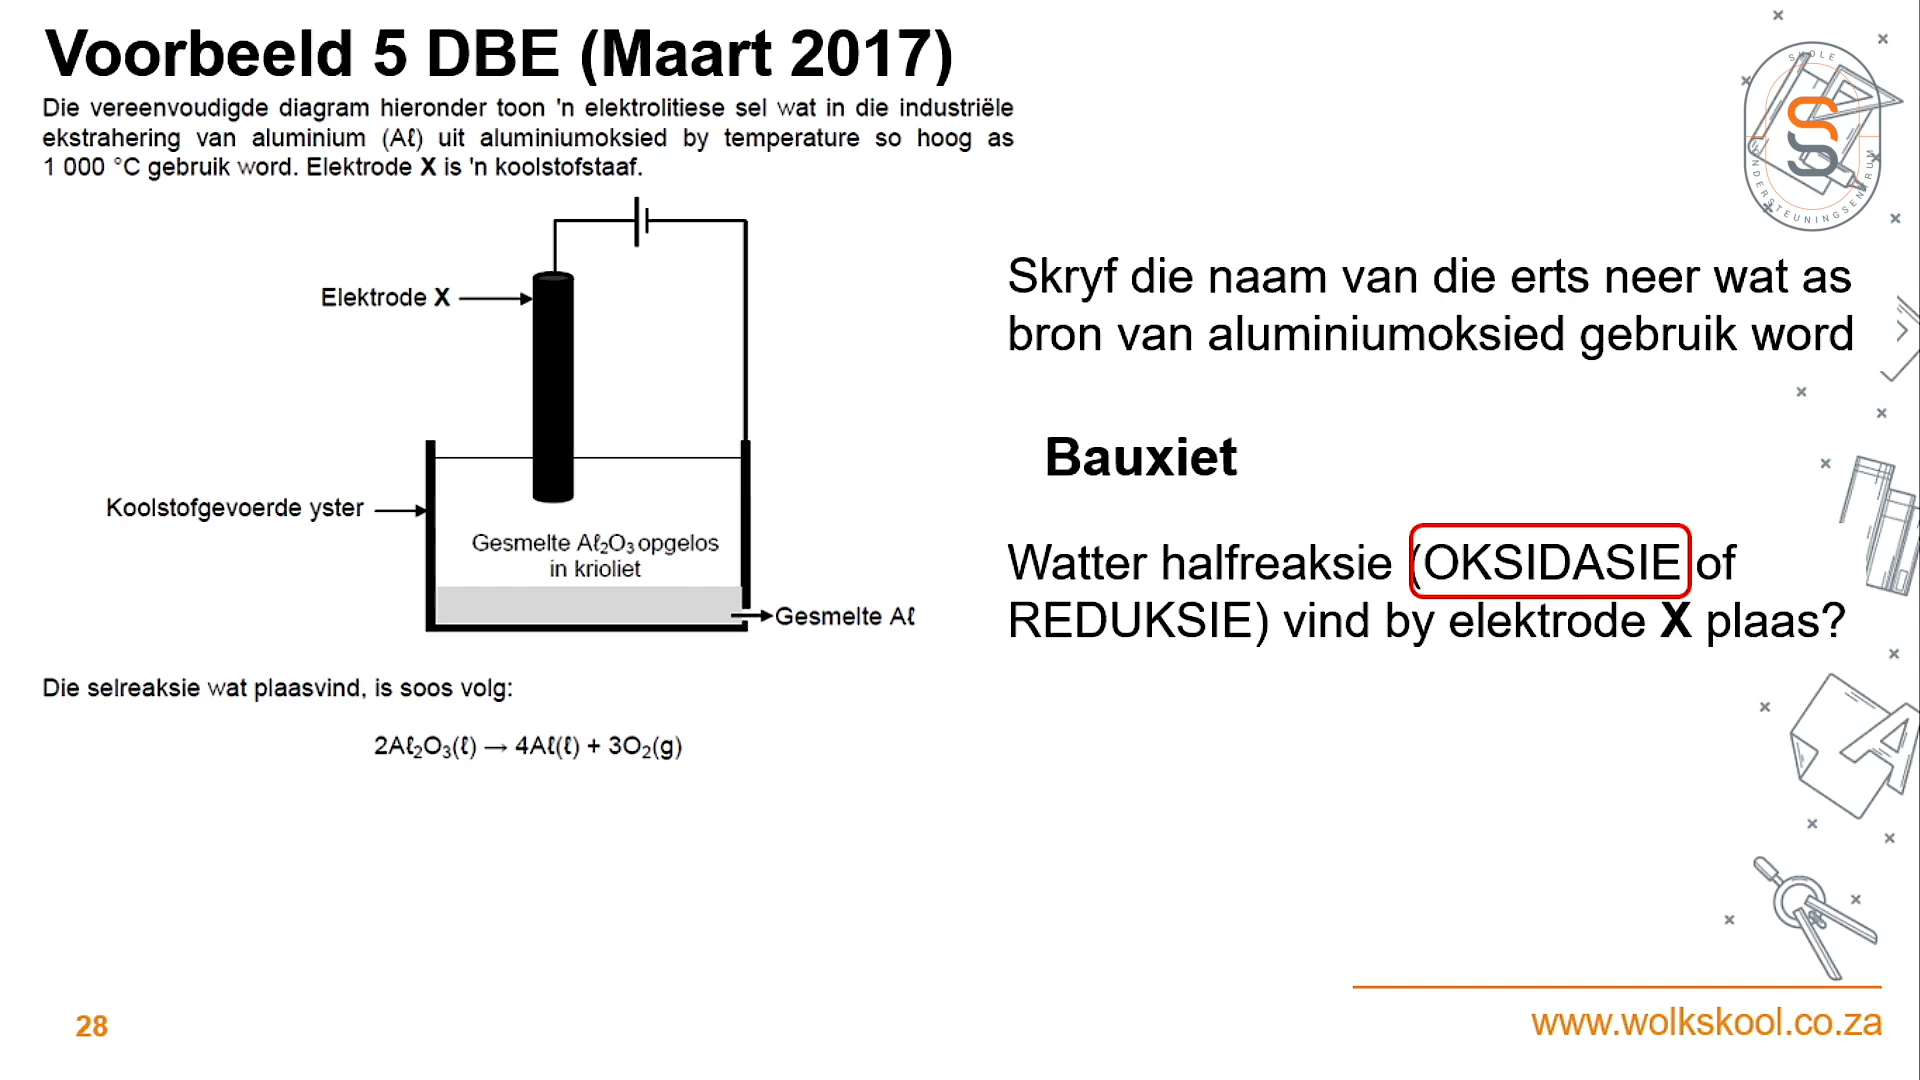 Voorbeeld 5 DBE (Maart 2017)
Die vereenvoudigde diagram hieronder toon 'n elektrolitiese sel wat in die industriële
ekstrahering van aluminium (Aℓ) uit aluminiumoksied by temperature so hoog as
1 000 °C gebruik word. Elektrode X is 'n koolstofstaaf.
Elektrode X
Koolstofgevoerde yster
Gesmelte Aℓ₂O₃ opgelos
in krioliet
Gesmelte Aℓ
Die selreaksie wat plaasvind, is soos volg:
2Aℓ₂O₃(ℓ) → 4Aℓ(ℓ) + 3O₂(g)
Skryf die naam van die erts neer wat as
bron van aluminiumoksied gebruik word
Bauxiet
Watter halfreaksie (OKSIDASIE of
REDUKSIE) vind by elektrode X plaas?
SKOLE
ONDERSTEUNINGSENTRUM
28
www.wolkskool.co.za